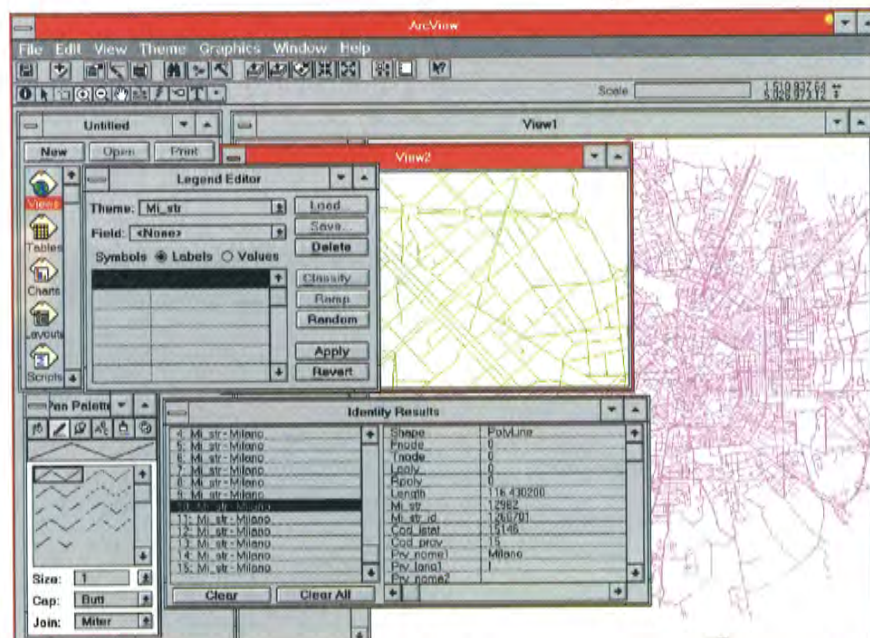 ArcView
File Edit View Theme Graphics Window Help
Scale
Untitled
View1
New Open Print
View2
Legend Editor
Views
Theme: Mi_str
Load
Field: <None>
Save...
Tables
Symbols Labels Values
Delete
Charts
Classify
Ramp
Layouts
Random
Scripts
Apply
Revert
Pen Palette
Identify Results
4: Mi_str - Milano
5: Mi_str - Milano
6: Mi_str - Milano
7: Mi_str - Milano
8: Mi_str - Milano
9: Mi_str - Milano
10: Mi_str - Milano
11: Mi_str - Milano
12: Mi_str - Milano
13: Mi_str - Milano
14: Mi_str - Milano
15: Mi_str - Milano
Shape PolyLine
Fnode 0
Tnode 0
Lpoly 0
Rpoly 0
Length 116.430200
Mi_str 12962
Mi_str_id 1266701
Cod_istat 15146
Cod_prov 15
Prv_nome1 Milano
Prv_lang1 I
Prv_nome2
Clear Clear All
Size: 1
Cap: Butt
Join: Miter